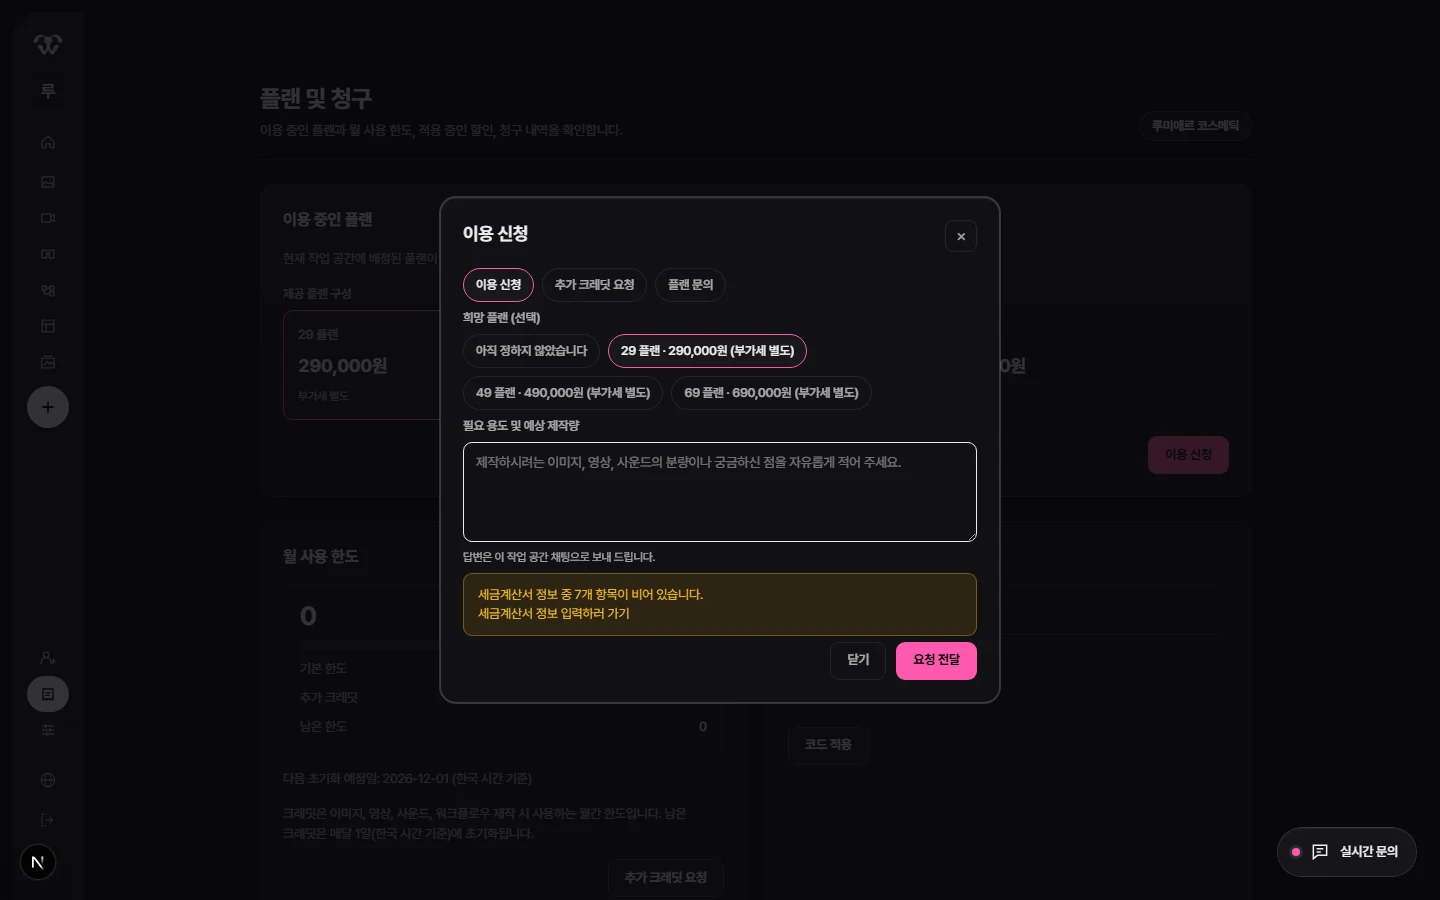 루
플랜 및 청구
이용 중인 플랜과 월 사용 한도, 적용 중인 할인, 청구 내역을 확인합니다.
루미에르 코스메틱
이용 중인 플랜
현재 작업 공간에 배정된 플랜이
제공 플랜 구성
29 플랜
290,000원
부가세 별도
0원
이용 신청
이용 신청
×
이용 신청
추가 크레딧 요청
플랜 문의
희망 플랜 (선택)
아직 정하지 않았습니다
29 플랜 · 290,000원 (부가세 별도)
49 플랜 · 490,000원 (부가세 별도)
69 플랜 · 690,000원 (부가세 별도)
필요 용도 및 예상 제작량
제작하시려는 이미지, 영상, 사운드의 분량이나 궁금하신 점을 자유롭게 적어 주세요.
답변은 이 작업 공간 채팅으로 보내 드립니다.
세금계산서 정보 중 7개 항목이 비어 있습니다.
세금계산서 정보 입력하러 가기
닫기
요청 전달
월 사용 한도
0
기본 한도
추가 크레딧
남은 한도
0
다음 초기화 예정일: 2026-12-01 (한국 시간 기준)
크레딧은 이미지, 영상, 사운드, 워크플로우 제작 시 사용하는 월간 한도입니다. 남은
크레딧은 매달 1일(한국 시간 기준)에 초기화됩니다.
추가 크레딧 요청
코드 적용
N
실시간 문의